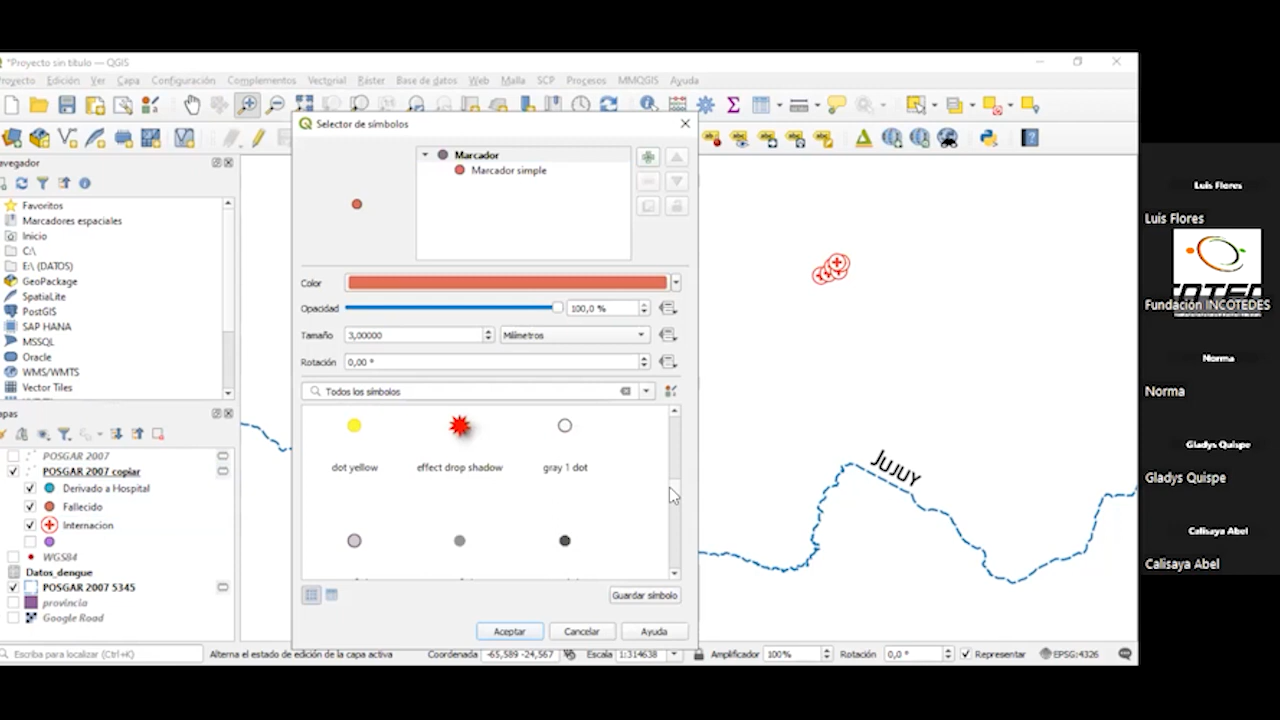 *Proyecto sin título — QGIS
royecto Edición Ver Capa Configuración Complementos Vectorial Ráster Base de datos Web Malla SCP Procesos MMQGIS Ayuda
Selector de símbolos
avegador
Favoritos
Marcadores espaciales
Inicio
C:\
E:\ (DATOS)
GeoPackage
SpatiaLite
PostGIS
SAP HANA
MSSQL
Oracle
WMS/WMTS
Vector Tiles
apas
POSGAR 2007
POSGAR 2007 copiar
Derivado a Hospital
Fallecido
Internacion
WGS84
Datos_dengue
POSGAR 2007 5345
provincia
Google Road
Marcador
Marcador simple
Color
Opacidad 100,0 %
Tamaño 3,00000 Milímetros
Rotación 0,00 °
Todos los símbolos
dot yellow effect drop shadow gray 1 dot
Guardar símbolo
Aceptar Cancelar Ayuda
JUJUY
Escriba para localizar (Ctrl+K) Alterna el estado de edición de la capa activa Coordenada -65,589 -24,567 Escala 1:314638 Amplificador 100% Rotación 0,0 ° Representar EPSG:4326
Luis Flores
Luis Flores
Fundación INCOTEDES
Norma
Norma
Gladys Quispe
Gladys Quispe
Calisaya Abel
Calisaya Abel